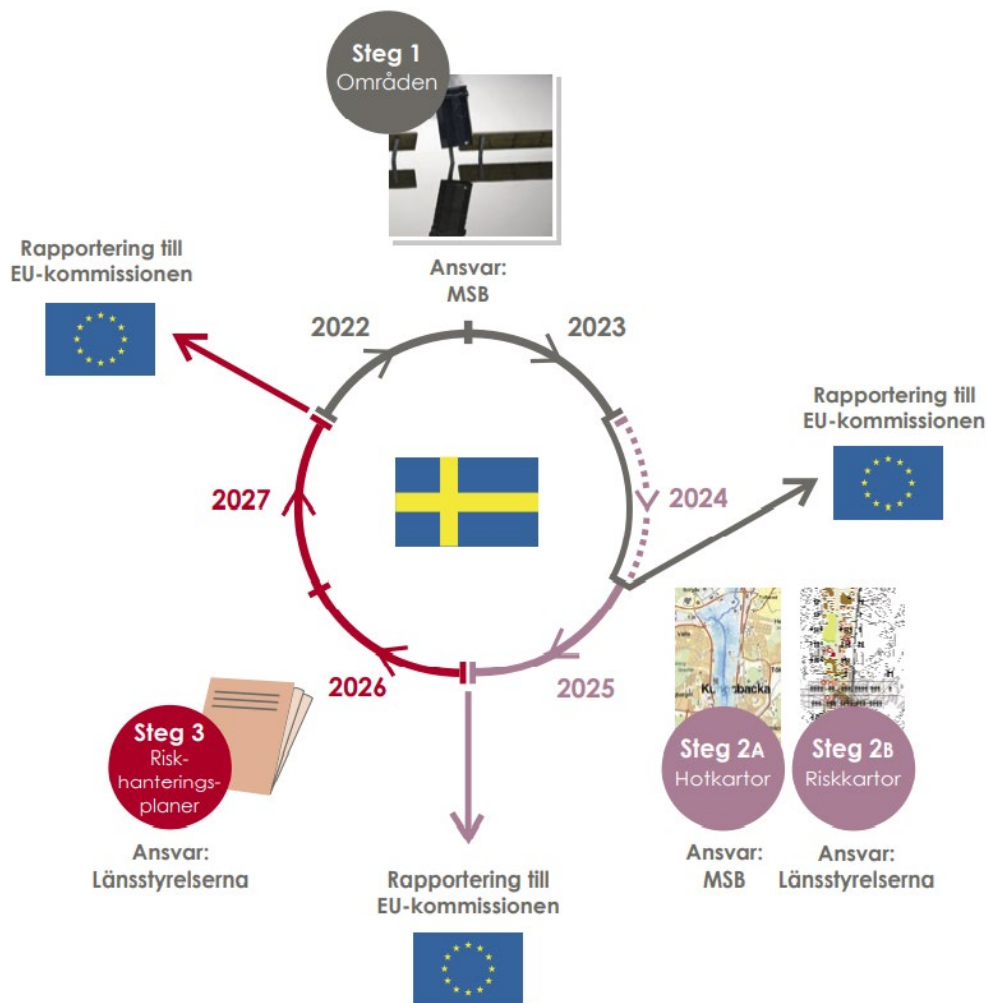 Steg 1
Områden
Ansvar:
MSB
Rapportering till
EU-kommissionen
2022
2023
Rapportering till
EU-kommissionen
2024
2027
2026
2025
Steg 3
Risk-
hanterings-
planer
Ansvar:
Länsstyrelserna
Steg 2A
Hotkartor
Ansvar:
MSB
Steg 2B
Riskkartor
Ansvar:
Länsstyrelserna
Rapportering till
EU-kommissionen